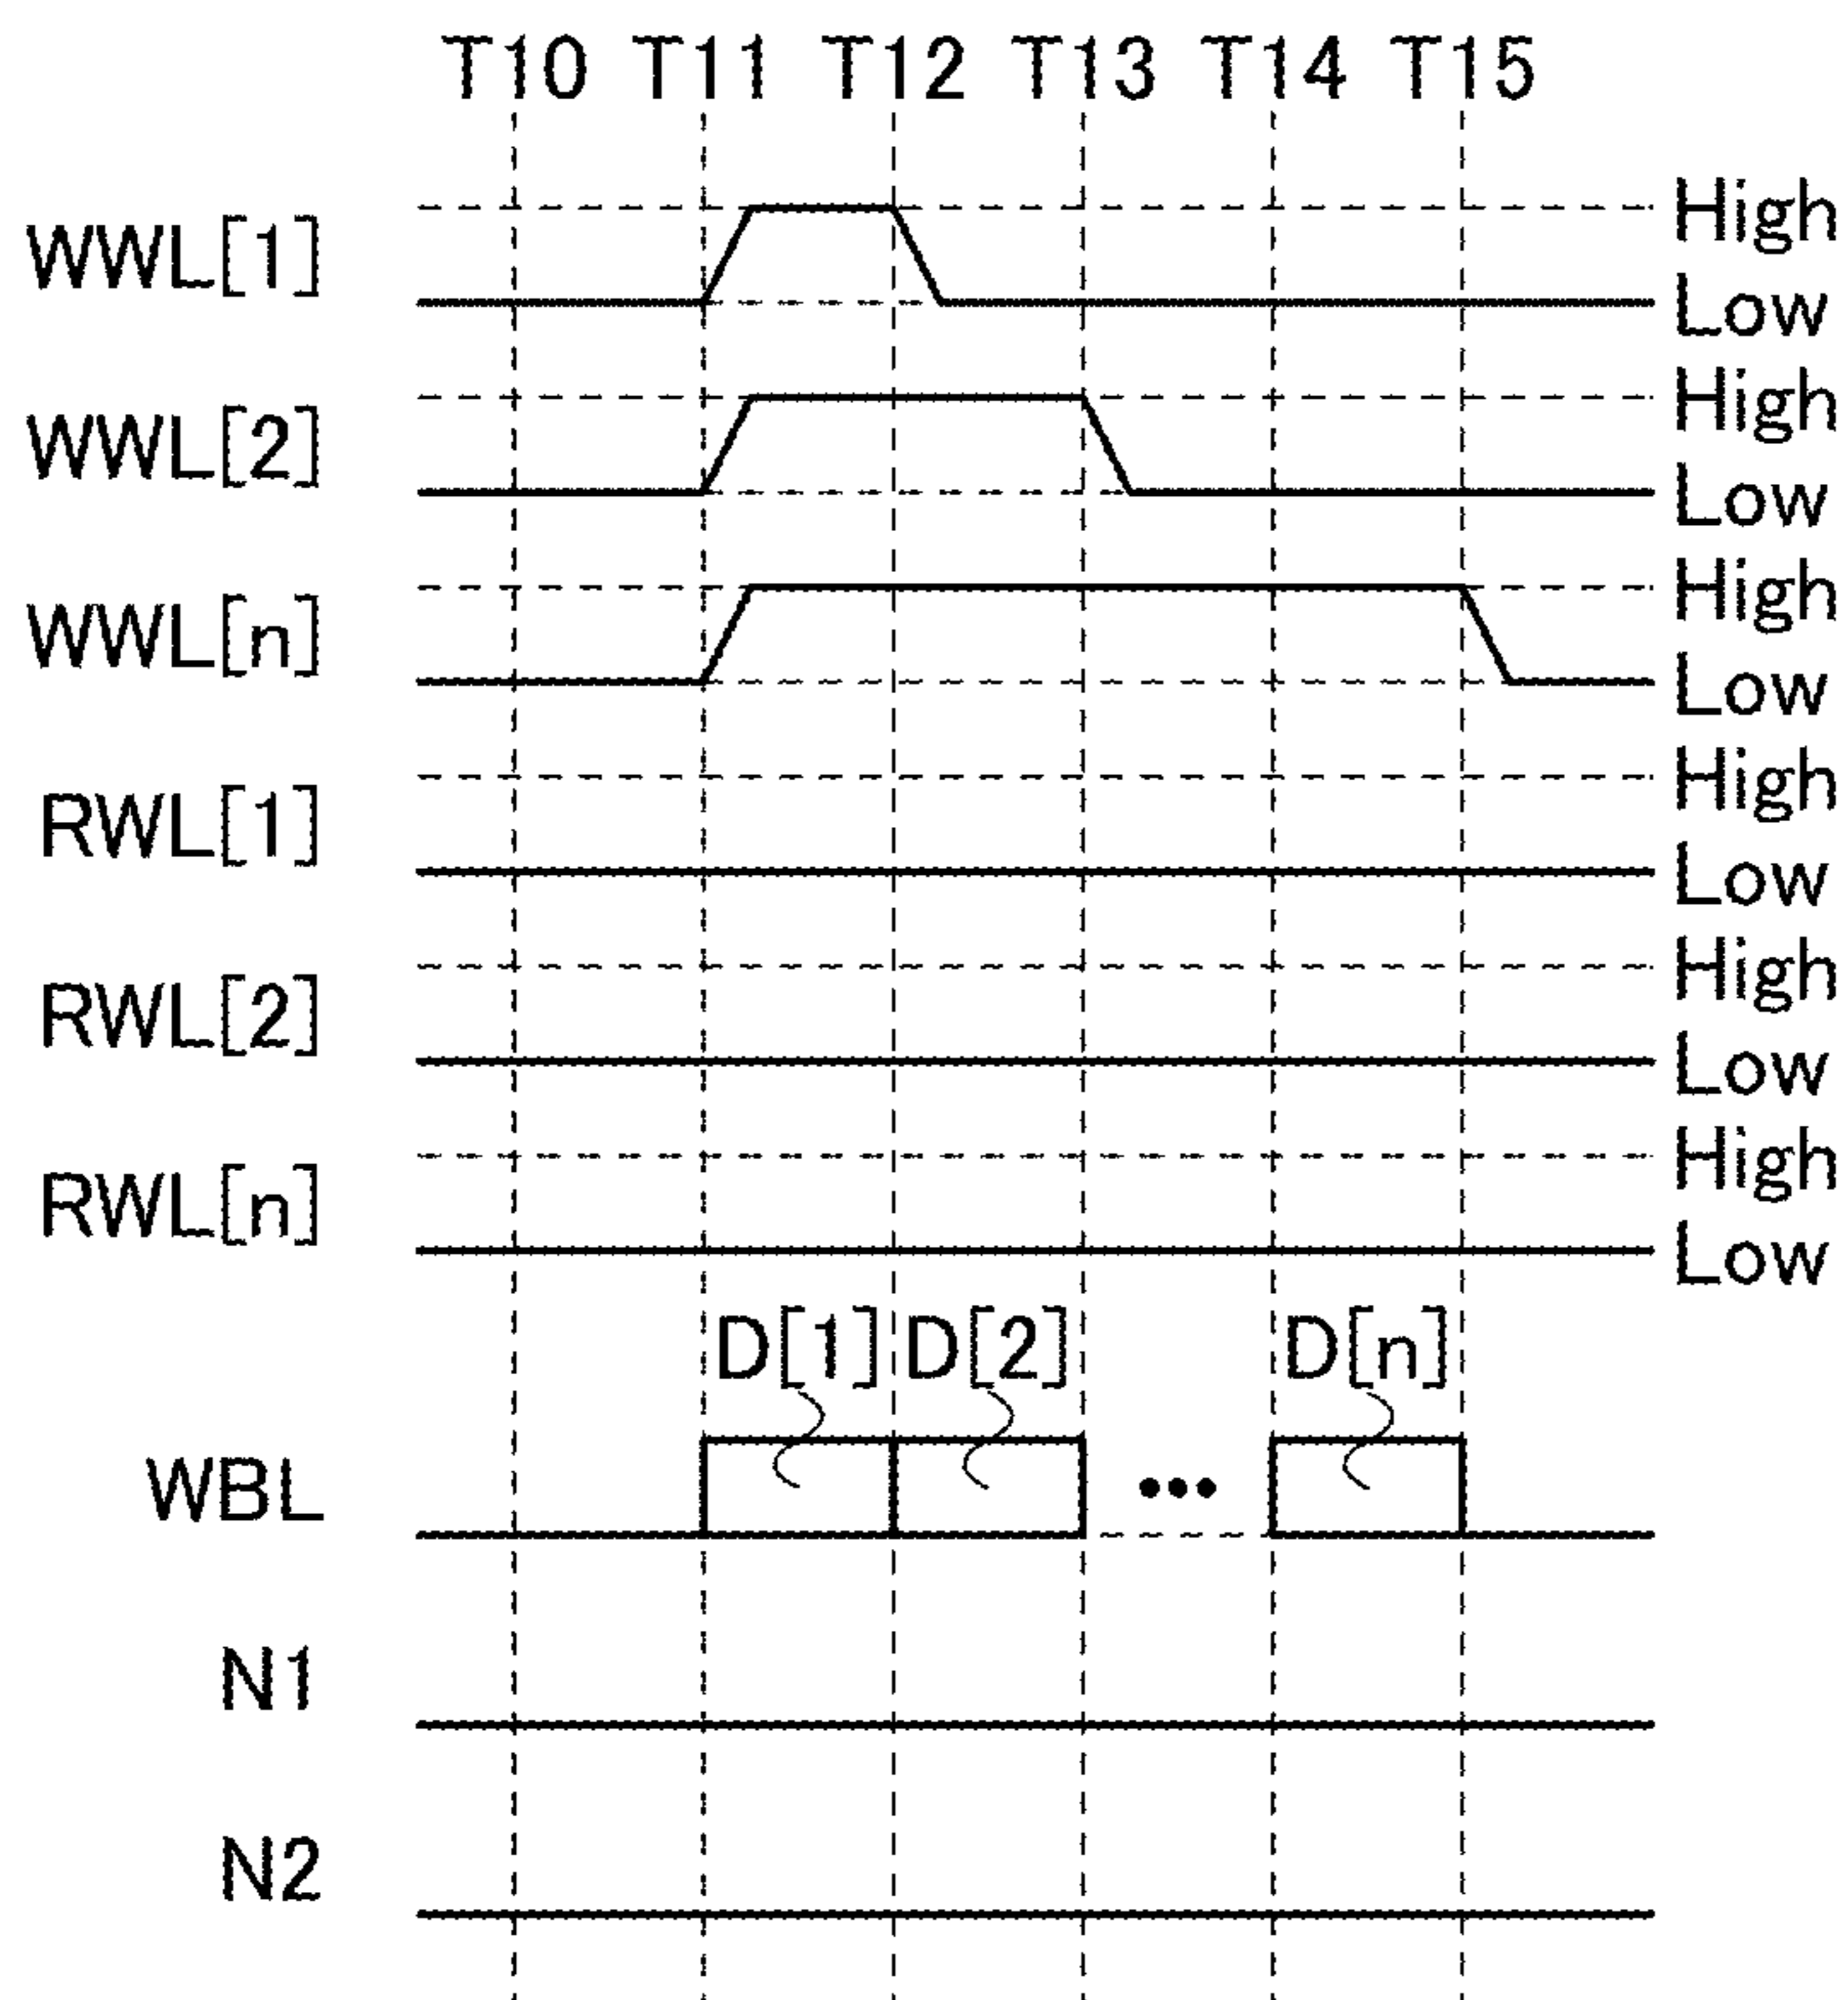 T10 T11 T12 T13 T14 T15
WWL[1] High
Low
WWL[2] High
Low
WWL[n] High
Low
RWL[1] High
Low
RWL[2] High
Low
RWL[n] High
Low
D[1] D[2] D[n]
WBL •••
N1
N2